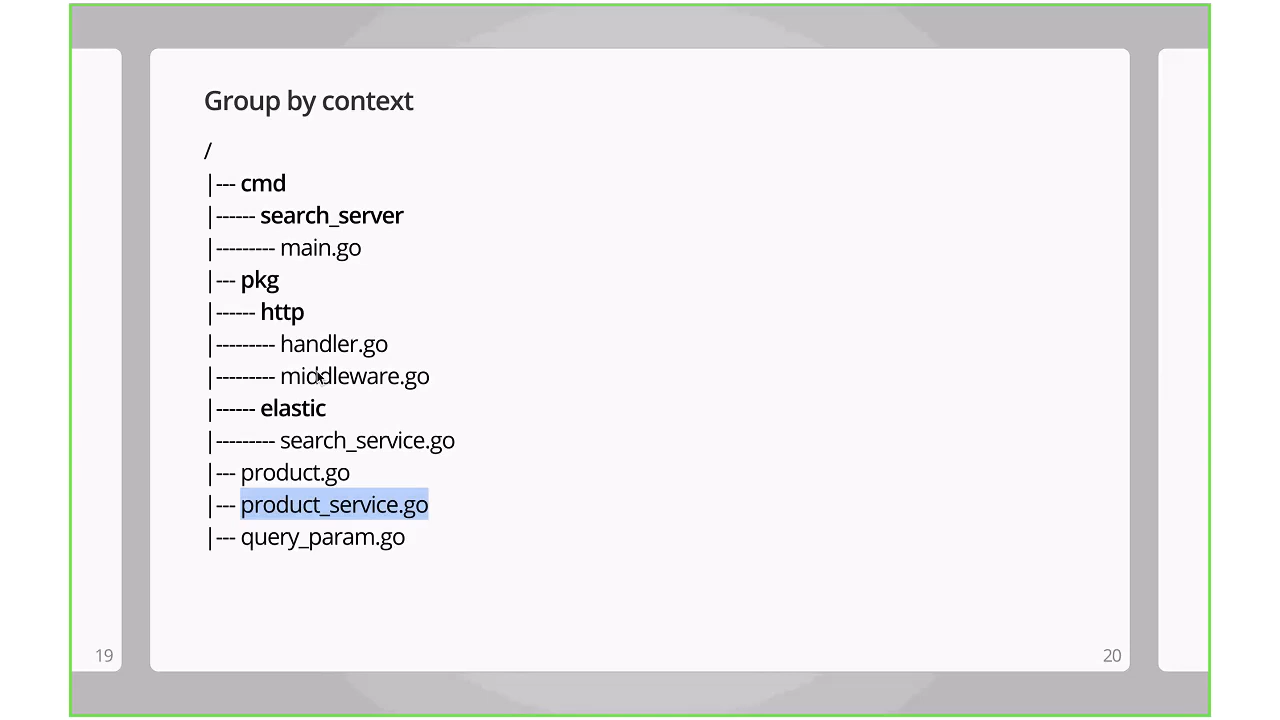 Group by context
/
|--- cmd
|------ search_server
|--------- main.go
|--- pkg
|------ http
|--------- handler.go
|--------- middleware.go
|------ elastic
|--------- search_service.go
|--- product.go
|--- product_service.go
|--- query_param.go
19
20